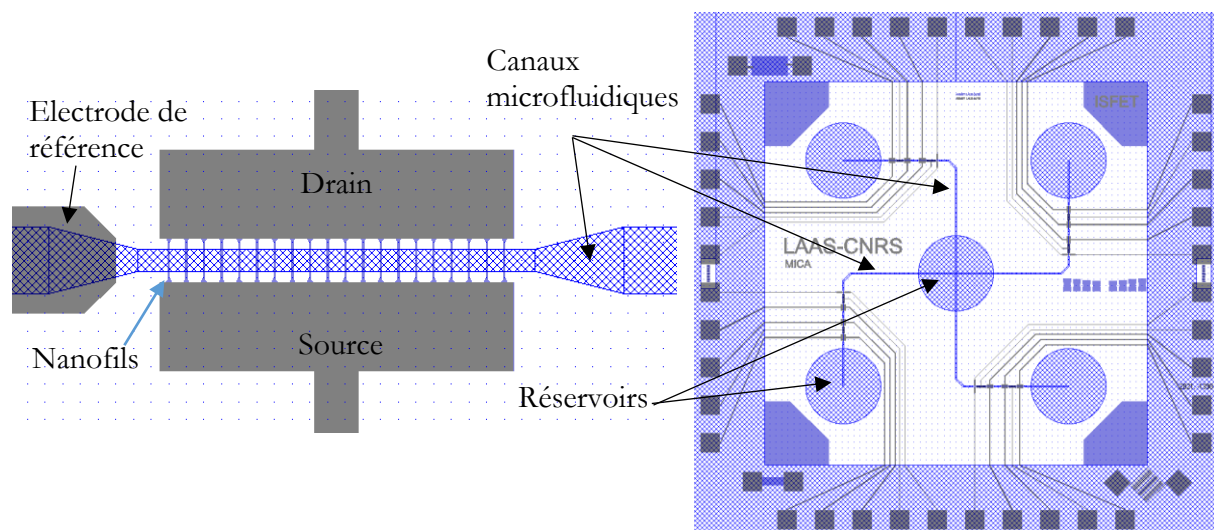 Electrode de
référence
Drain
Source
Nanofils
Canaux
microfluidiques
Réservoirs
ISFET
LAAS-CNRS
MICA